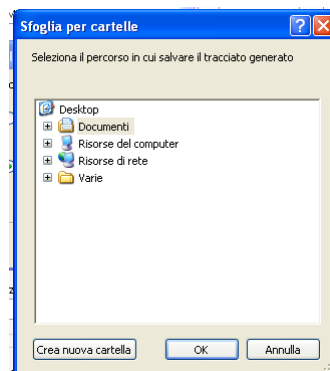 Sfoglia per cartelle
Seleziona il percorso in cui salvare il tracciato generato
Desktop
Documenti
Risorse del computer
Risorse di rete
Varie
Crea nuova cartella
OK
Annulla